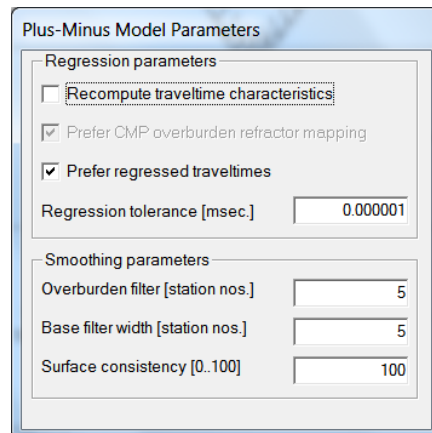 Plus-Minus Model Parameters
Regression parameters
Recompute traveltime characteristics
Prefer CMP overburden refractor mapping
Prefer regressed traveltimes
Regression tolerance [msec.] 0.000001
Smoothing parameters
Overburden filter [station nos.] 5
Base filter width [station nos.] 5
Surface consistency [0..100] 100